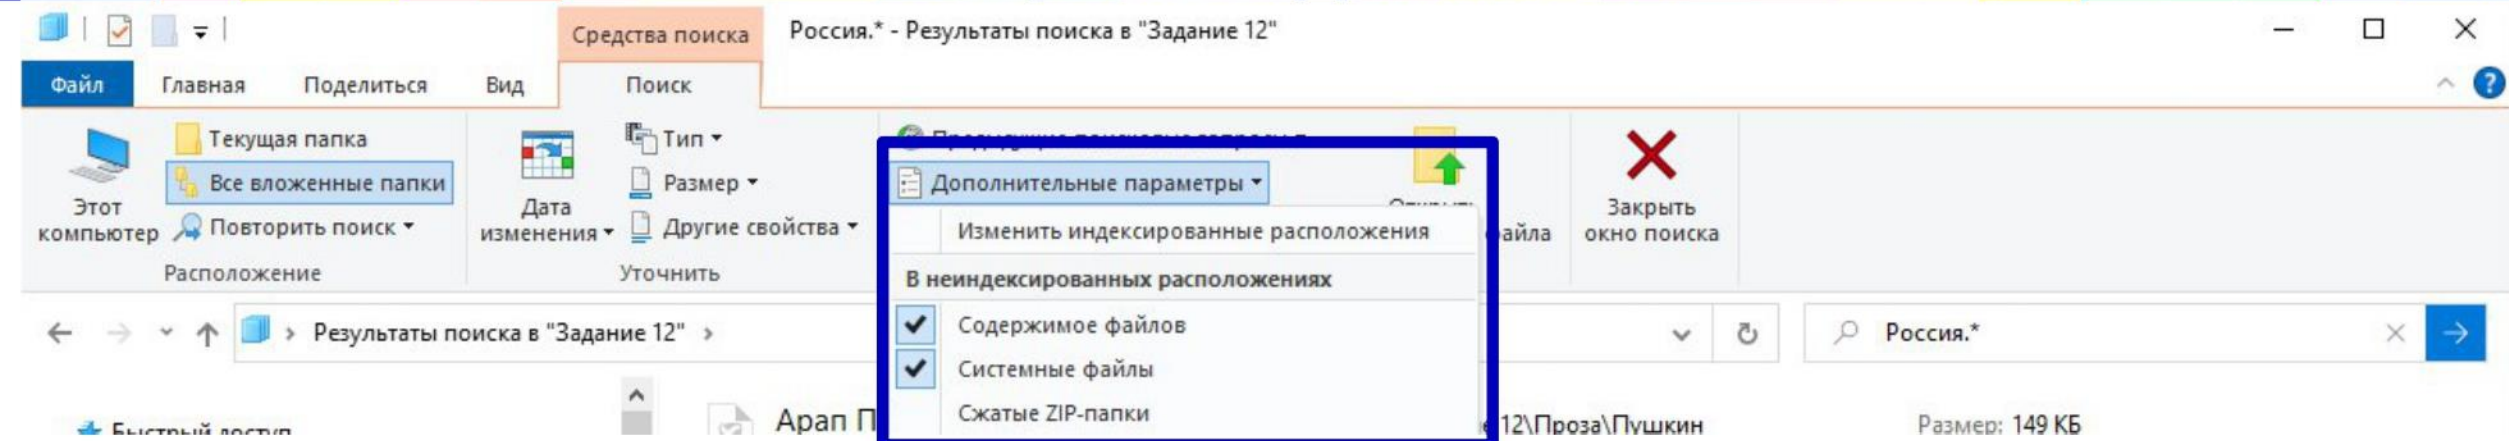 Средства поиска
Россия.* - Результаты поиска в "Задание 12"
Файл Главная Поделиться Вид Поиск
Этот компьютер
Текущая папка
Все вложенные папки
Повторить поиск
Расположение
Дата изменения
Тип
Размер
Другие свойства
Уточнить
Дополнительные параметры
Изменить индексированные расположения
В неиндексированных расположениях
Содержимое файлов
Системные файлы
Сжатые ZIP-папки
айла
Закрыть
окно поиска
Результаты поиска в "Задание 12"
Россия.*
Быстрый доступ
Арап П
12\Проза\Пушкин
Размер: 149 КБ